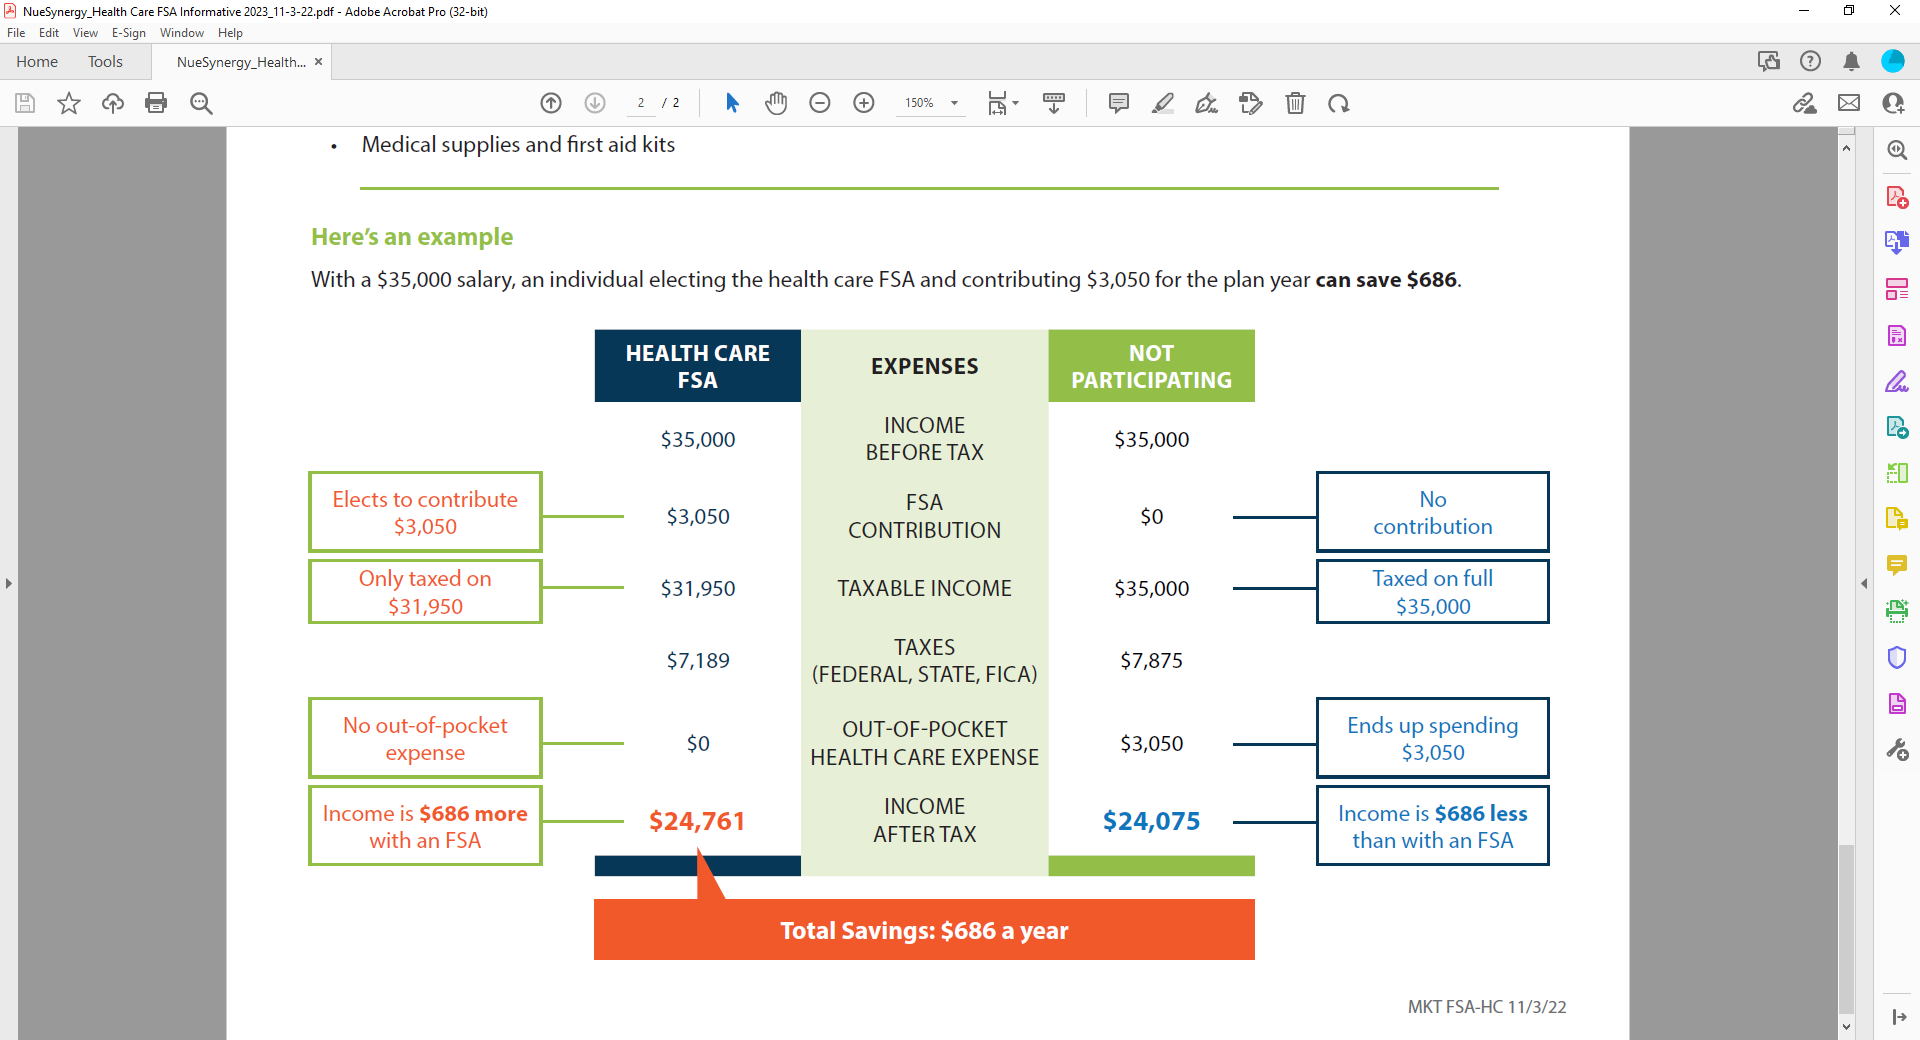 NueSynergy_Health Care FSA Informative 2023_11-3-22.pdf - Adobe Acrobat Pro (32-bit)
File Edit View E-Sign Window Help
Home Tools NueSynergy_Health... ×
2 / 2 150%
• Medical supplies and first aid kits
Here's an example
With a $35,000 salary, an individual electing the health care FSA and contributing $3,050 for the plan year can save $686.
HEALTH CARE
FSA
EXPENSES
NOT
PARTICIPATING
$35,000
INCOME
BEFORE TAX
$35,000
Elects to contribute
$3,050
$3,050
FSA
CONTRIBUTION
$0
No
contribution
Only taxed on
$31,950
$31,950
TAXABLE INCOME
$35,000
Taxed on full
$35,000
$7,189
TAXES
(FEDERAL, STATE, FICA)
$7,875
No out-of-pocket
expense
$0
OUT-OF-POCKET
HEALTH CARE EXPENSE
$3,050
Ends up spending
$3,050
Income is $686 more
with an FSA
$24,761
INCOME
AFTER TAX
$24,075
Income is $686 less
than with an FSA
Total Savings: $686 a year
MKT FSA-HC 11/3/22